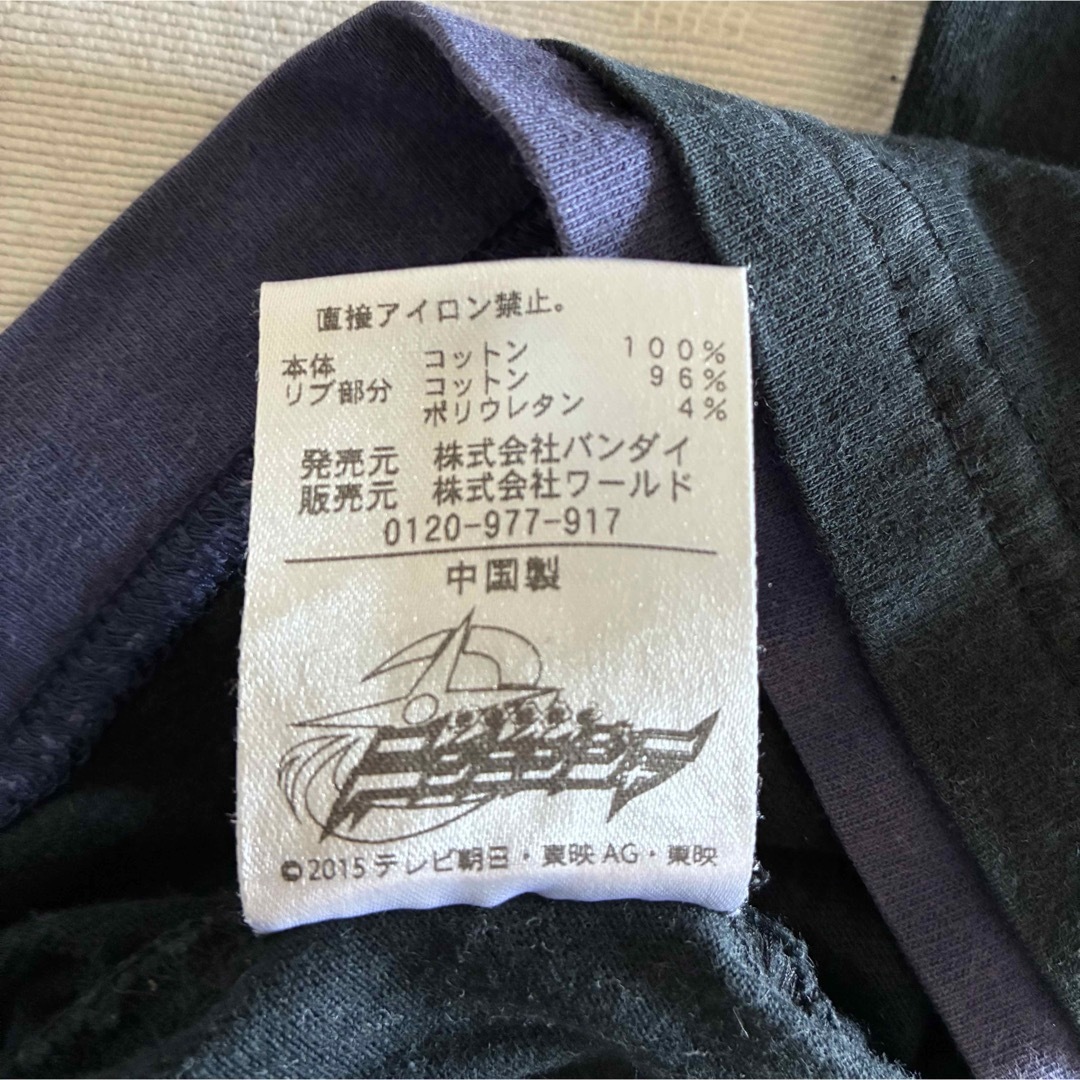 直接アイロン禁止。
本体 コットン 100%
リブ部分 コットン 96%
ポリウレタン 4%
発売元 株式会社バンダイ
販売元 株式会社ワールド
0120-977-917
中国製
©2015 テレビ朝日・東映 AG・東映